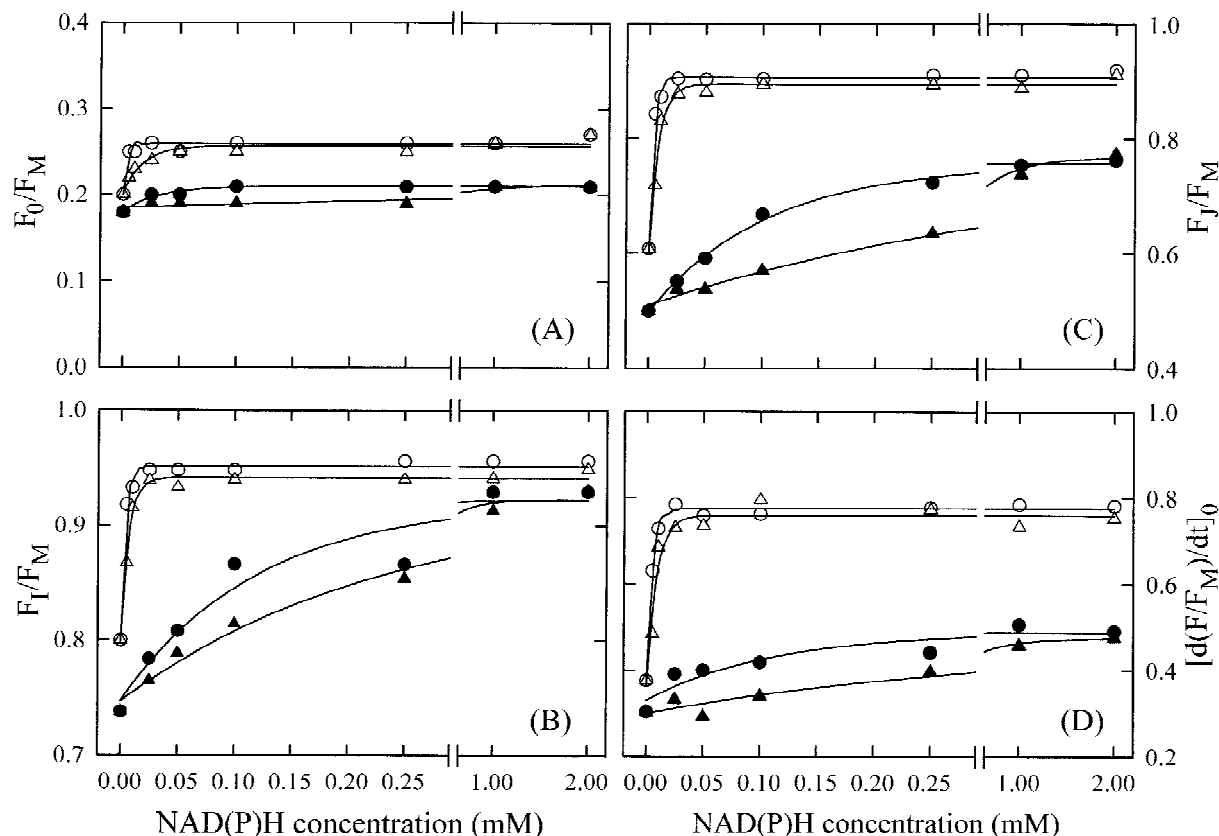 0.4
0.3
0.2
0.1
0.0
F0/FM
(A)
1.0
0.8
0.6
0.4
FJ/FM
(C)
1.0
0.9
0.8
0.7
FI/FM
(B)
0.00 0.05 0.10 0.15 0.20 0.25 1.00 2.00
NAD(P)H concentration (mM)
1.0
0.8
0.6
0.4
0.2
[d(F/FM)/dt]0
(D)
0.00 0.05 0.10 0.15 0.20 0.25 1.00 2.00
NAD(P)H concentration (mM)